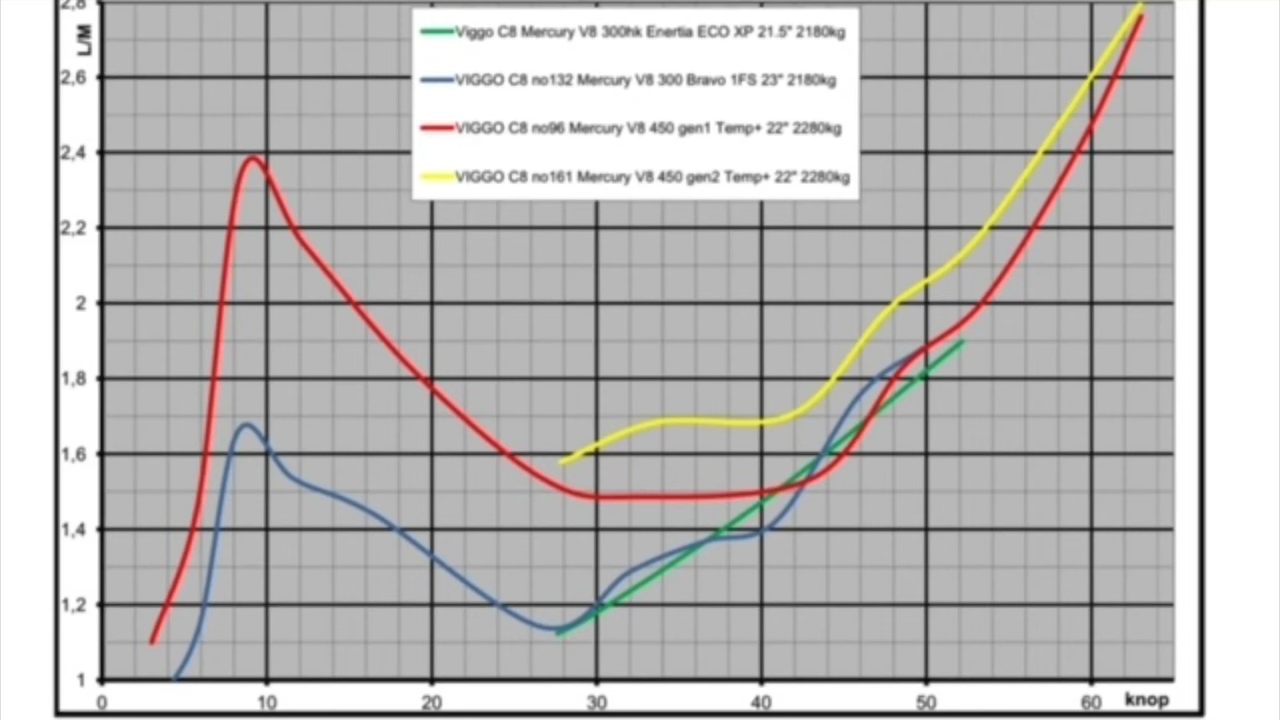 2,8
L/M
Viggo C8 Mercury V8 300hk Enertia ECO XP 21.5" 2180kg
2,6
VIGGO C8 no132 Mercury V8 300 Bravo 1FS 23" 2180kg
VIGGO C8 no96 Mercury V8 450 gen1 Temp+ 22" 2280kg
2,4
VIGGO C8 no161 Mercury V8 450 gen2 Temp+ 22" 2280kg
2,2
2
1,8
1,6
1,4
1,2
1
0 10 20 30 40 50 60 knop